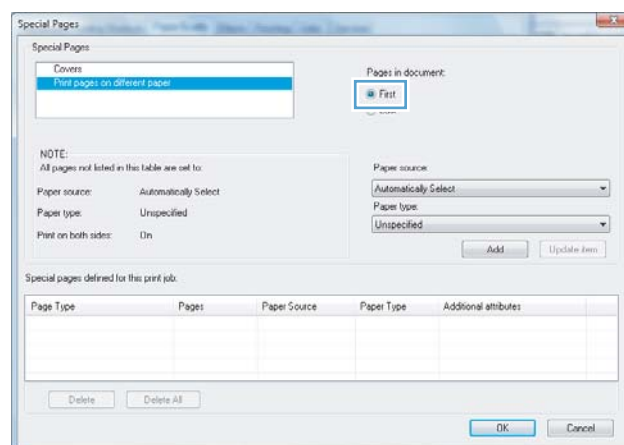 Special Pages
Special Pages
Covers
Print pages on different paper
Pages in document:
First
NOTE:
All pages not listed in this table are set to:
Paper source: Automatically Select
Paper type: Unspecified
Print on both sides: On
Paper source:
Automatically Select
Paper type:
Unspecified
Add Update item
Special pages defined for this print job:
Page Type Pages Paper Source Paper Type Additional attributes
Delete Delete All
OK Cancel